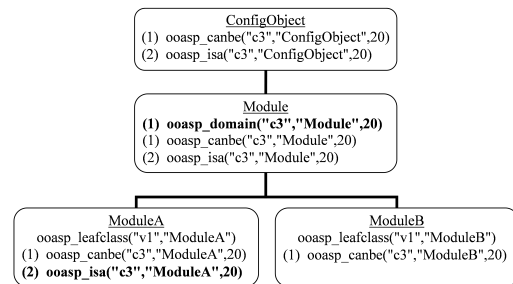 ConfigObject
(1) ooasp_canbe("c3","ConfigObject",20)
(2) ooasp_isa("c3","ConfigObject",20)
Module
(1) ooasp_domain("c3","Module",20)
(1) ooasp_canbe("c3","Module",20)
(2) ooasp_isa("c3","Module",20)
ModuleA
ooasp_leafclass("v1","ModuleA")
(1) ooasp_canbe("c3","ModuleA",20)
(2) ooasp_isa("c3","ModuleA",20)
ModuleB
ooasp_leafclass("v1","ModuleB")
(1) ooasp_canbe("c3","ModuleB",20)